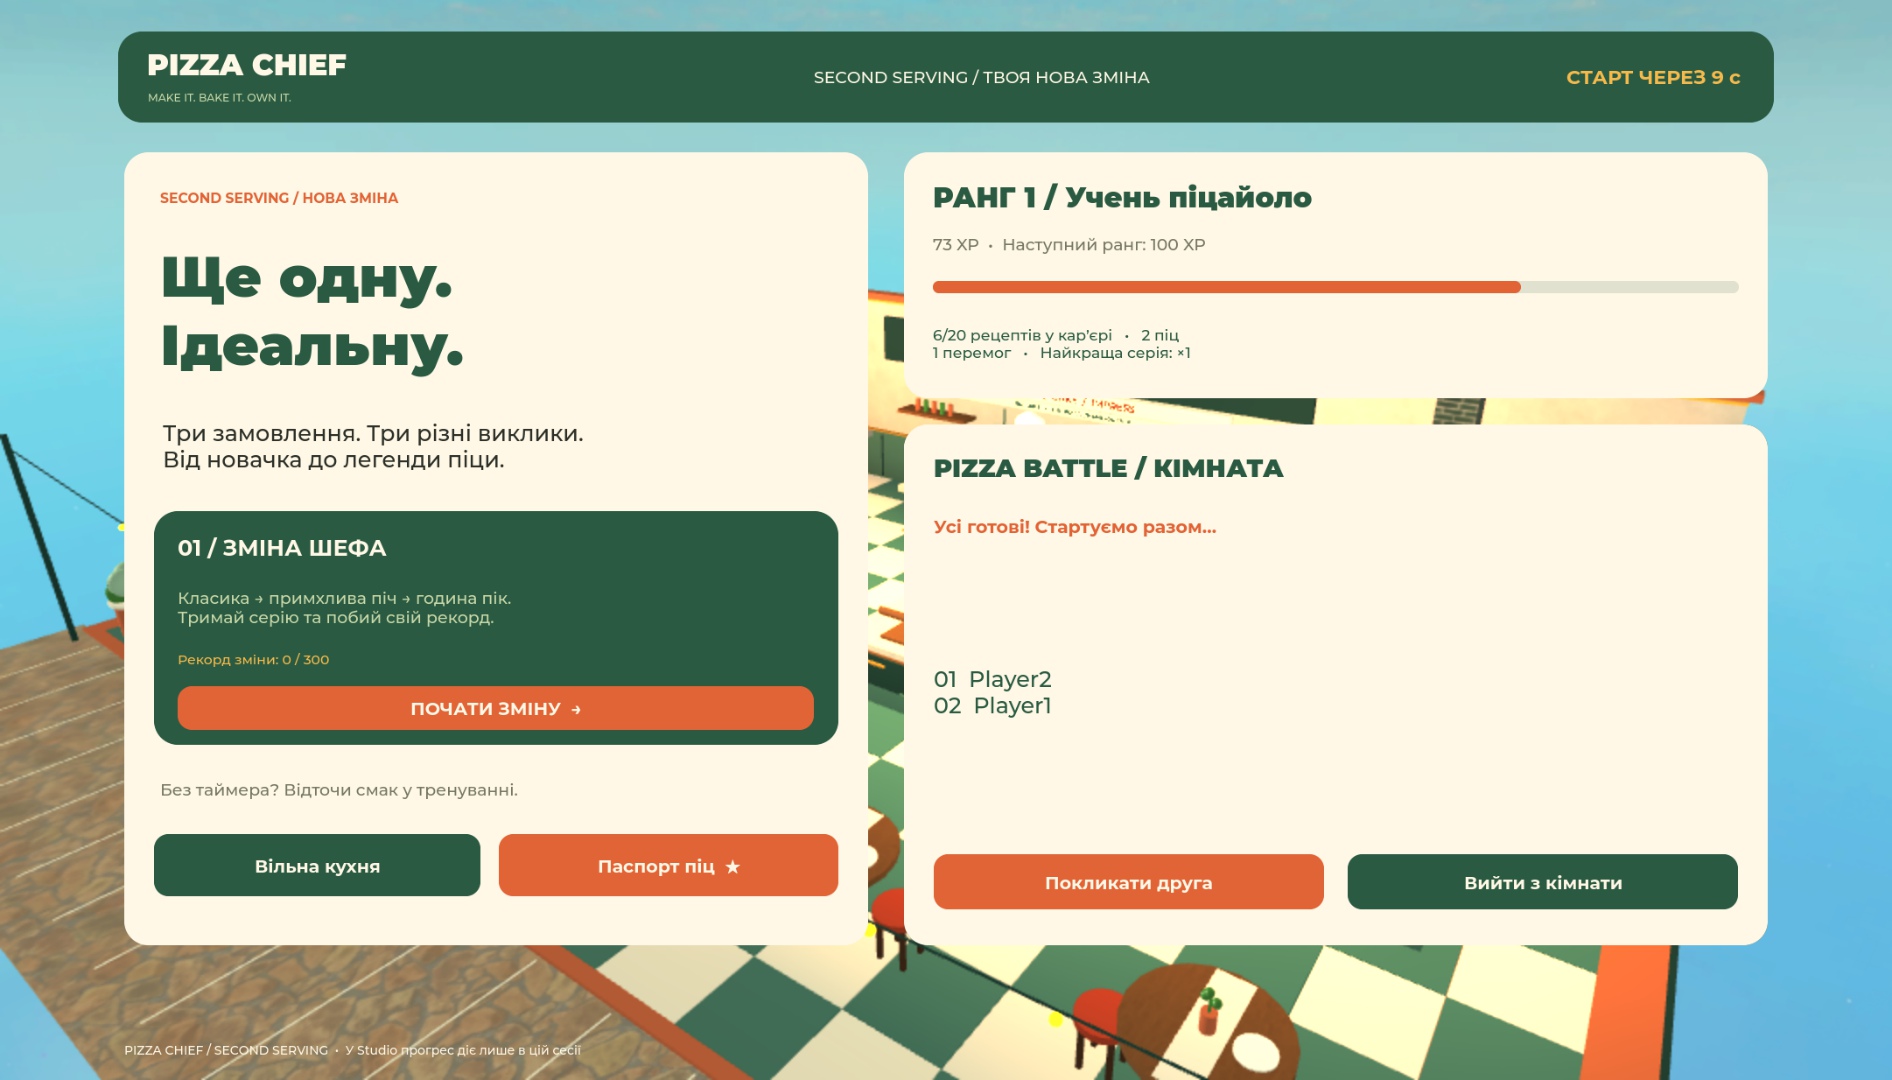 PIZZA CHIEF
MAKE IT. BAKE IT. OWN IT.
SECOND SERVING / ТВОЯ НОВА ЗМІНА
СТАРТ ЧЕРЕЗ 9 с
SECOND SERVING / НОВА ЗМІНА
Ще одну.
Ідеальну.
Три замовлення. Три різні виклики.
Від новачка до легенди піци.
01 / ЗМІНА ШЕФА
Класика → примхлива піч → година пік.
Тримай серію та побий свій рекорд.
Рекорд зміни: 0 / 300
ПОЧАТИ ЗМІНУ →
Без таймера? Відточи смак у тренуванні.
Вільна кухня
Паспорт піц ★
РАНГ 1 / Учень піцайоло
73 XP • Наступний ранг: 100 XP
6/20 рецептів у кар’єрі • 2 піц
1 перемог • Найкраща серія: ×1
PIZZA BATTLE / КІМНАТА
Усі готові! Стартуємо разом...
01 Player2
02 Player1
Покликати друга
Вийти з кімнати
PIZZA CHIEF / SECOND SERVING • У Studio прогрес діє лише в цій сесії